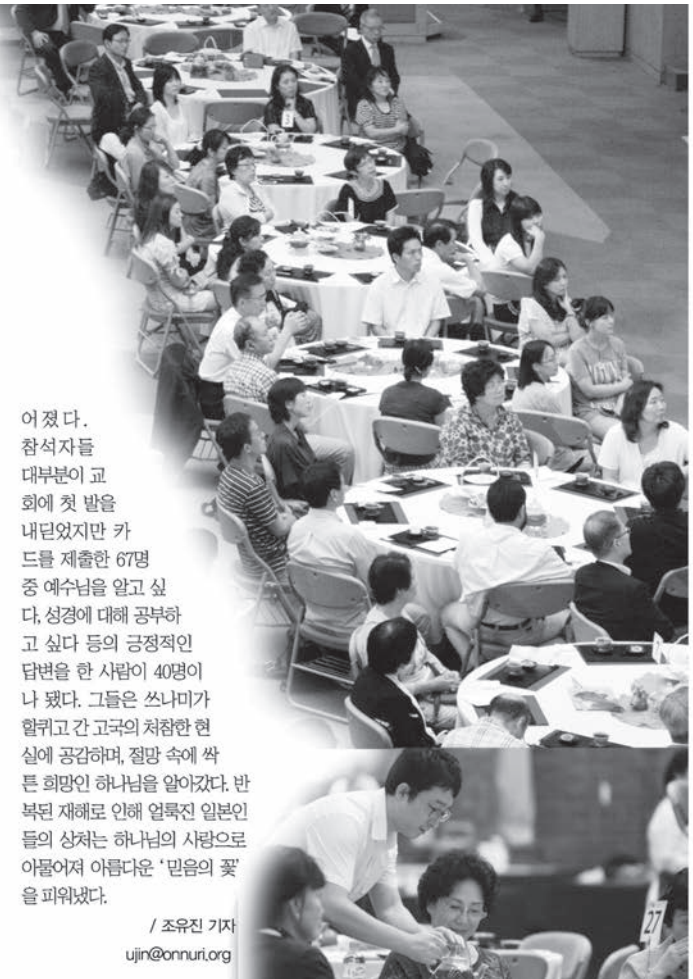 어졌다.
참석자들
대부분이 교
회에 첫 발을
내딛었지만 카
드를 제출한 67명
중 예수님을 알고 싶
다, 성경에 대해 공부하
고 싶다 등의 긍정적인
답변을 한 사람이 40명이
나 됐다. 그들은 쓰나미가
할퀴고 간 고국의 처참한 현
실에 공감하며, 절망 속에 싹
튼 희망인 하나님을 알아갔다. 반
복된 재해로 인해 얼룩진 일본인
들의 상처는 하나님의 사랑으로
아물어져 아름다운 ‘믿음의 꽃’
을 피워냈다.
/ 조유진 기자
ujin@onnuri.org
27